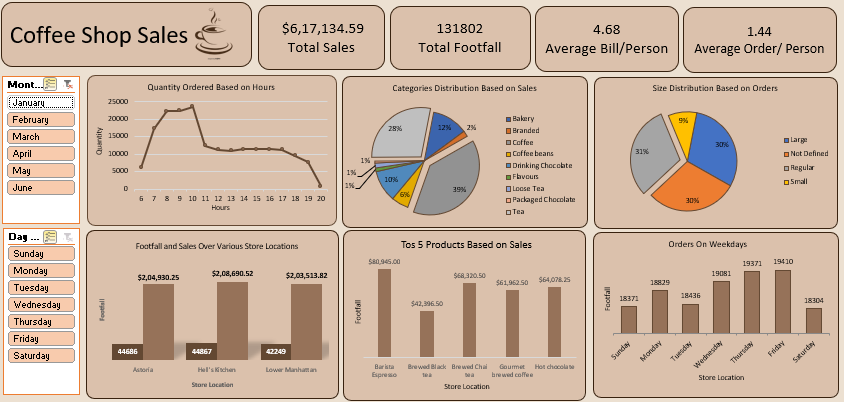 Coffee Shop Sales
$6,17,134.59
Total Sales
131802
Total Footfall
4.68
Average Bill/Person
1.44
Average Order/ Person
Mont...
January
February
March
April
May
June
Quantity Ordered Based on Hours
Quantity
25000
20000
15000
10000
5000
0
6 7 8 9 10 11 12 13 14 15 16 17 18 19 20
Hours
Categories Distribution Based on Sales
28%
12%
2%
39%
6%
10%
1%
1%
1%
Bakery
Branded
Coffee
Coffee beans
Drinking Chocolate
Flavours
Loose Tea
Packaged Chocolate
Tea
Size Distribution Based on Orders
9%
30%
30%
31%
Large
Not Defined
Regular
Small
Day ...
Sunday
Monday
Tuesday
Wednesday
Thursday
Friday
Saturday
Footfall and Sales Over Various Store Locations
Footfall
$2,04,930.25
$2,08,690.52
$2,03,513.82
44686
44867
42249
Astoria
Hell's Kitchen
Lower Manhattan
Store Location
Tos 5 Products Based on Sales
Footfall
$80,945.00
$42,396.50
$68,320.50
$61,962.50
$64,078.25
Barista Espresso
Brewed Black tea
Brewed Chai tea
Gourmet brewed coffee
Hot chocolate
Store Location
Orders On Weekdays
Footfall
18371
18829
18436
19081
19371
19410
18304
Sunday
Monday
Tuesday
Wednesday
Thursday
Friday
Saturday
Store Location